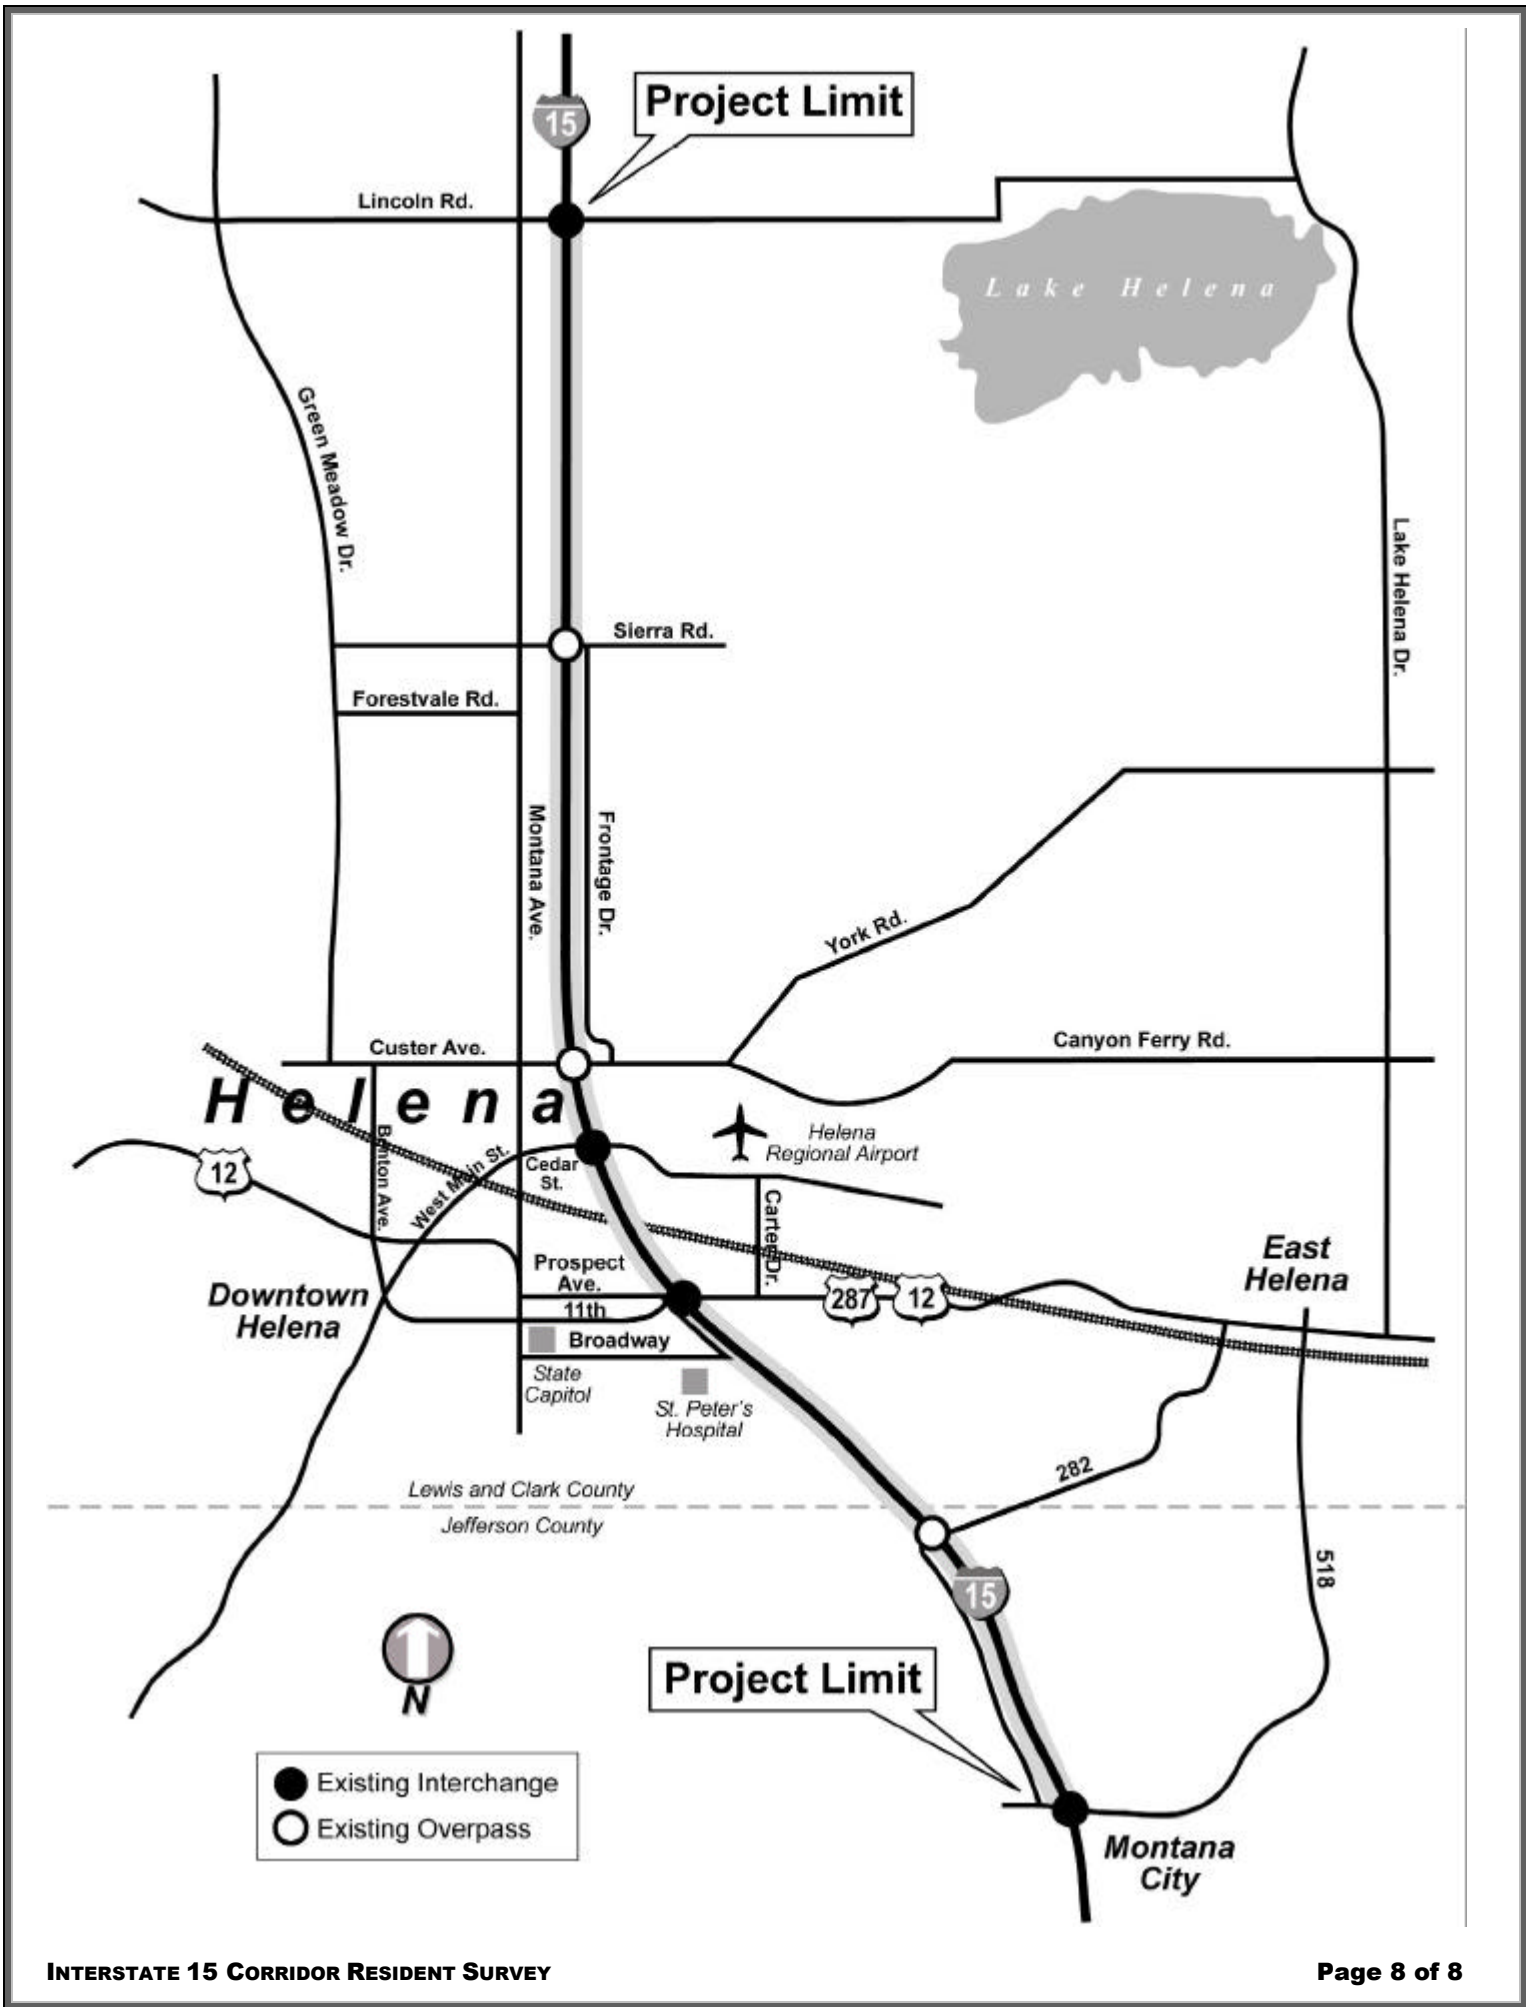 Project Limit
15
Lincoln Rd.
Lake Helena
Green Meadow Dr.
Lake Helena Dr.
Sierra Rd.
Forestvale Rd.
Montana Ave.
Frontage Dr.
York Rd.
Custer Ave.
Canyon Ferry Rd.
Helena
Helena
Regional Airport
12
Benton Ave.
West Main St.
Cedar
St.
Carter Dr.
Prospect
Ave.
287
12
East
Helena
Downtown
Helena
11th
Broadway
State
Capitol
St. Peter's
Hospital
282
Lewis and Clark County
Jefferson County
518
15
N
Project Limit
Existing Interchange
Existing Overpass
Montana
City
INTERSTATE 15 CORRIDOR RESIDENT SURVEY
Page 8 of 8